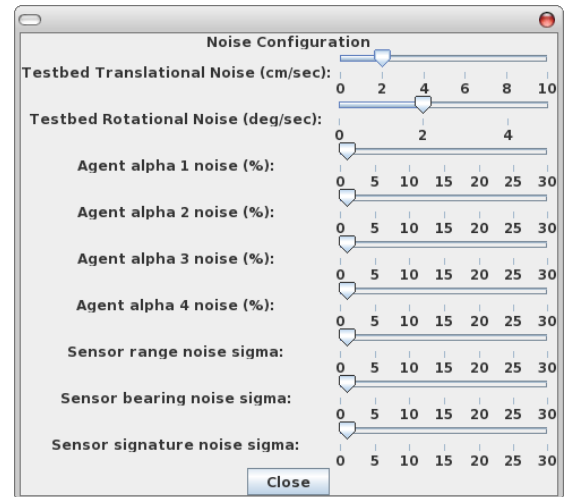 Noise Configuration
Testbed Translational Noise (cm/sec):
0 2 4 6 8 10
Testbed Rotational Noise (deg/sec):
0 2 4
Agent alpha 1 noise (%):
0 5 10 15 20 25 30
Agent alpha 2 noise (%):
0 5 10 15 20 25 30
Agent alpha 3 noise (%):
0 5 10 15 20 25 30
Agent alpha 4 noise (%):
0 5 10 15 20 25 30
Sensor range noise sigma:
0 5 10 15 20 25 30
Sensor bearing noise sigma:
0 5 10 15 20 25 30
Sensor signature noise sigma:
0 5 10 15 20 25 30
Close